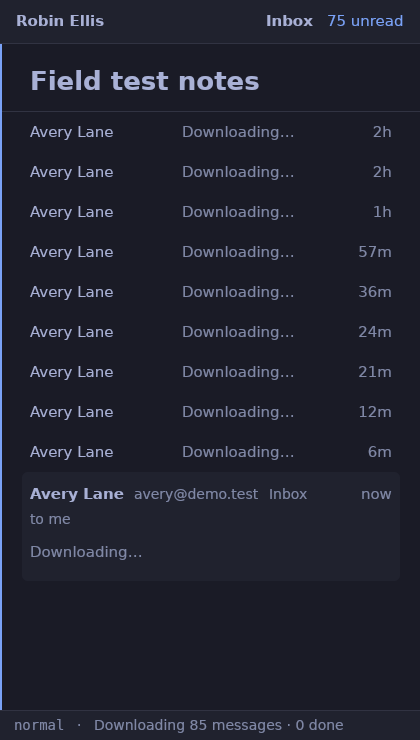 Robin Ellis Inbox 75 unread
Field test notes
Avery Lane Downloading… 2h
Avery Lane Downloading… 2h
Avery Lane Downloading… 1h
Avery Lane Downloading… 57m
Avery Lane Downloading… 36m
Avery Lane Downloading… 24m
Avery Lane Downloading… 21m
Avery Lane Downloading… 12m
Avery Lane Downloading… 6m
Avery Lane avery@demo.test Inbox now
to me
Downloading…
normal · Downloading 85 messages · 0 done